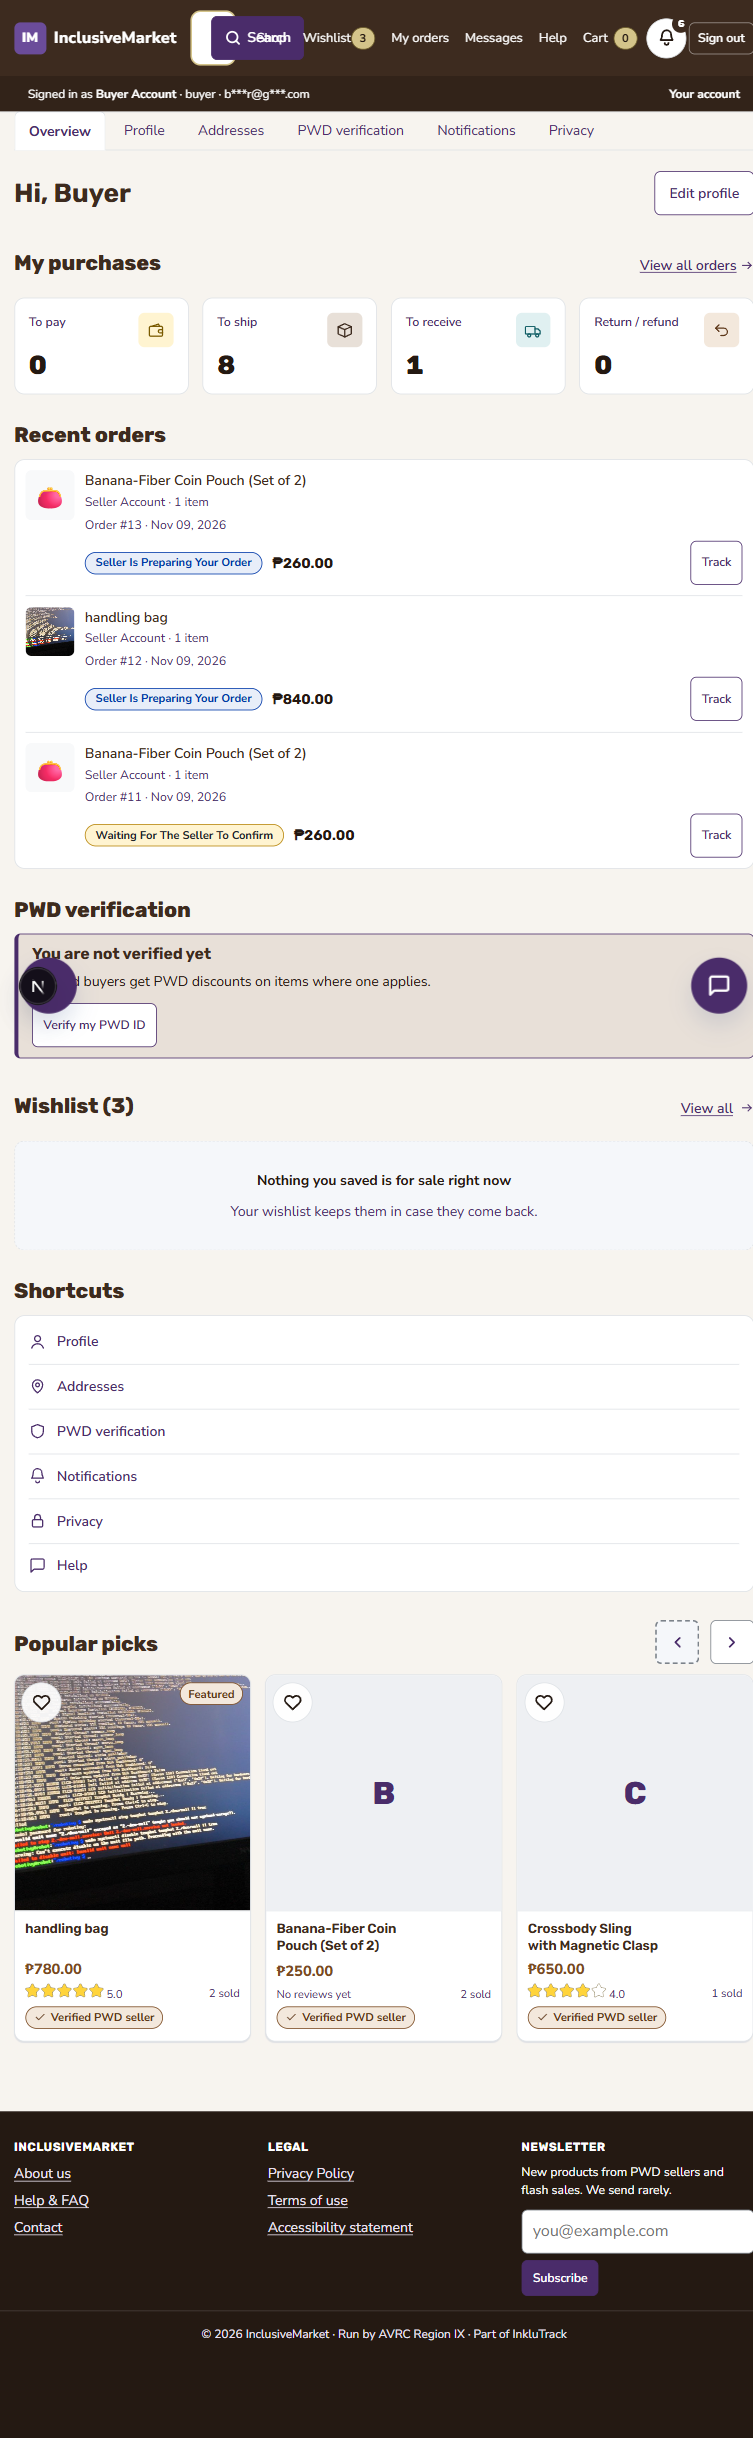 IM InclusiveMarket Search Shop Wishlist 3 My orders Messages Help Cart 0 6 Sign out
Signed in as Buyer Account · buyer · b***r@g***.com Your account
Overview Profile Addresses PWD verification Notifications Privacy
Hi, Buyer Edit profile
My purchases View all orders →
To pay To ship To receive Return / refund
0 8 1 0
Recent orders
Banana-Fiber Coin Pouch (Set of 2)
Seller Account · 1 item
Order #13 · Nov 09, 2026
Seller Is Preparing Your Order ₱260.00 Track
handling bag
Seller Account · 1 item
Order #12 · Nov 09, 2026
Seller Is Preparing Your Order ₱840.00 Track
Banana-Fiber Coin Pouch (Set of 2)
Seller Account · 1 item
Order #11 · Nov 09, 2026
Waiting For The Seller To Confirm ₱260.00 Track
PWD verification
You are not verified yet
buyers get PWD discounts on items where one applies.
N
Verify my PWD ID
Wishlist (3) View all →
Nothing you saved is for sale right now
Your wishlist keeps them in case they come back.
Shortcuts
Profile
Addresses
PWD verification
Notifications
Privacy
Help
Popular picks
Featured
B C
handling bag
₱780.00
5.0 2 sold
Verified PWD seller
Banana-Fiber Coin
Pouch (Set of 2)
₱250.00
No reviews yet 2 sold
Verified PWD seller
Crossbody Sling
with Magnetic Clasp
₱650.00
4.0 1 sold
Verified PWD seller
INCLUSIVEMARKET
About us
Help & FAQ
Contact
LEGAL
Privacy Policy
Terms of use
Accessibility statement
NEWSLETTER
New products from PWD sellers and
flash sales. We send rarely.
you@example.com
Subscribe
© 2026 InclusiveMarket · Run by AVRC Region IX · Part of InkluTrack